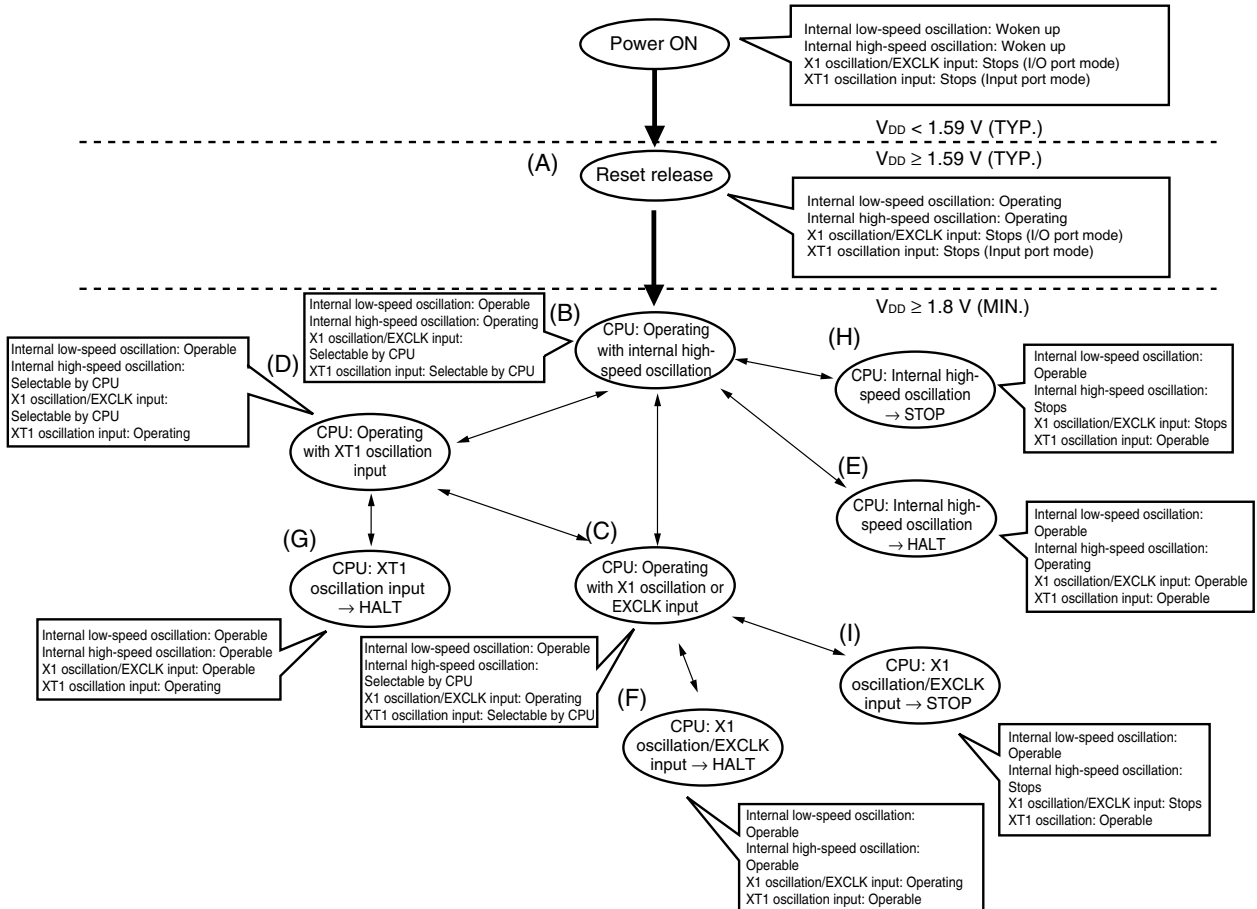 Power ON
Internal low-speed oscillation: Woken up
Internal high-speed oscillation: Woken up
X1 oscillation/EXCLK input: Stops (I/O port mode)
XT1 oscillation input: Stops (Input port mode)
VDD < 1.59 V (TYP.)
VDD ≥ 1.59 V (TYP.)
(A)
Reset release
Internal low-speed oscillation: Operating
Internal high-speed oscillation: Operating
X1 oscillation/EXCLK input: Stops (I/O port mode)
XT1 oscillation input: Stops (Input port mode)
VDD ≥ 1.8 V (MIN.)
Internal low-speed oscillation: Operable
Internal high-speed oscillation: Operating
X1 oscillation/EXCLK input:
Selectable by CPU
XT1 oscillation input: Selectable by CPU
(B)
CPU: Operating
with internal high-
speed oscillation
(H)
CPU: Internal high-
speed oscillation
→ STOP
Internal low-speed oscillation:
Operable
Internal high-speed oscillation:
Stops
X1 oscillation/EXCLK input: Stops
XT1 oscillation input: Operable
Internal low-speed oscillation: Operable
Internal high-speed oscillation:
Selectable by CPU
X1 oscillation/EXCLK input:
Selectable by CPU
XT1 oscillation input: Operating
(D)
CPU: Operating
with XT1 oscillation
input
(E)
CPU: Internal high-
speed oscillation
→ HALT
Internal low-speed oscillation:
Operable
Internal high-speed oscillation:
Operating
X1 oscillation/EXCLK input: Operable
XT1 oscillation input: Operable
(G)
CPU: XT1
oscillation input
→ HALT
Internal low-speed oscillation: Operable
Internal high-speed oscillation: Operable
X1 oscillation/EXCLK input: Operable
XT1 oscillation input: Operating
(C)
CPU: Operating
with X1 oscillation or
EXCLK input
Internal low-speed oscillation: Operable
Internal high-speed oscillation:
Selectable by CPU
X1 oscillation/EXCLK input: Operating
XT1 oscillation input: Selectable by CPU
(I)
CPU: X1
oscillation/EXCLK
input → STOP
Internal low-speed oscillation:
Operable
Internal high-speed oscillation:
Stops
X1 oscillation/EXCLK input: Stops
XT1 oscillation: Operable
(F)
CPU: X1
oscillation/EXCLK
input → HALT
Internal low-speed oscillation:
Operable
Internal high-speed oscillation:
Operable
X1 oscillation/EXCLK input: Operating
XT1 oscillation input: Operable